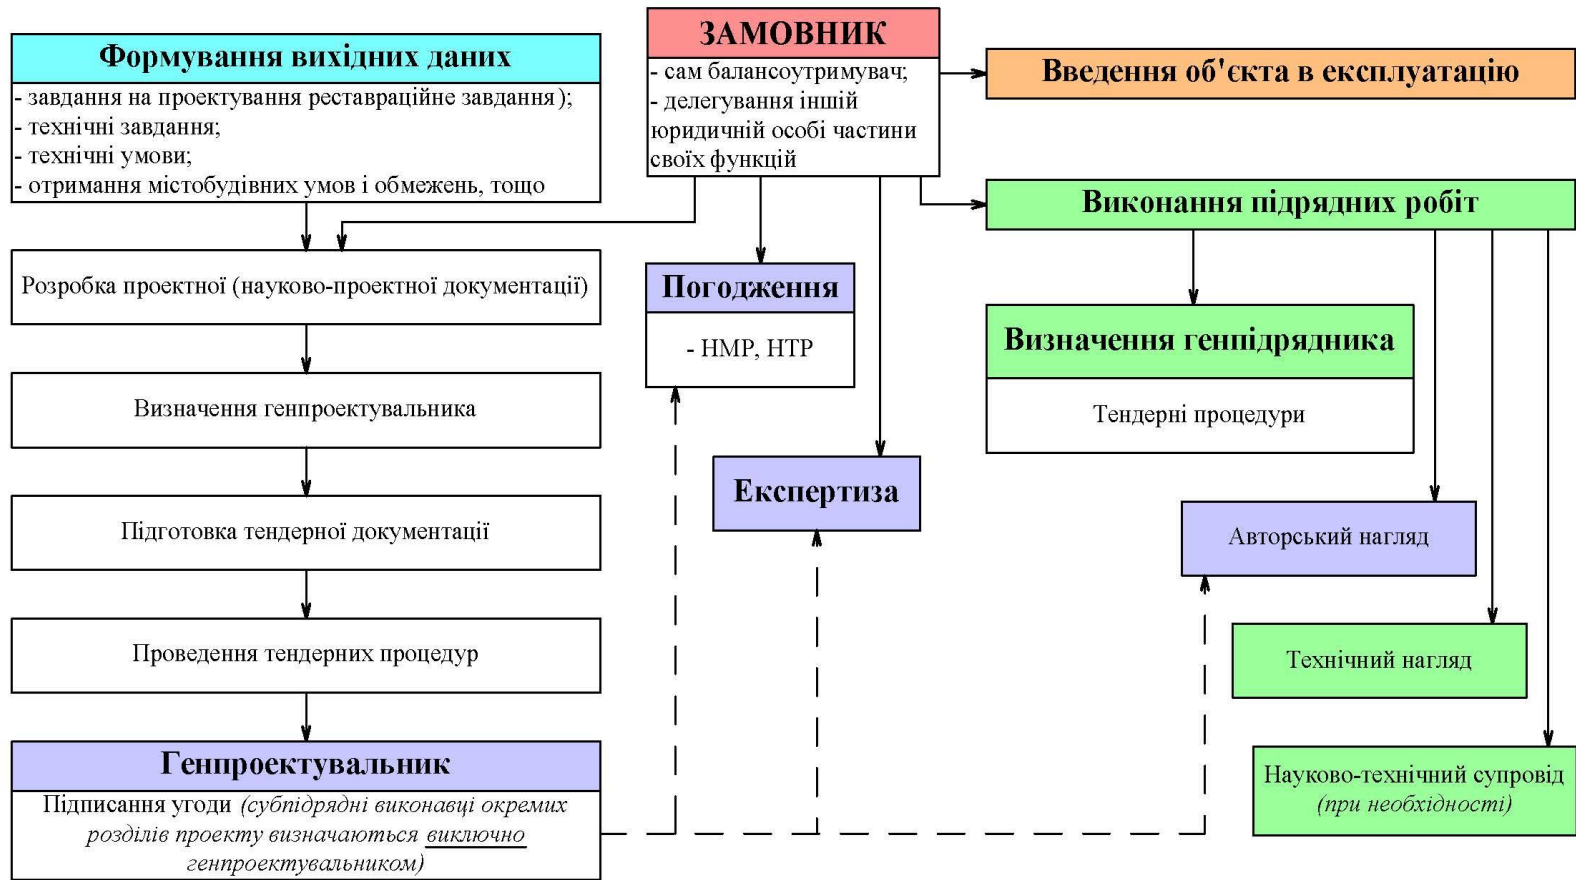 Формування вихідних даних
- завдання на проектування реставраційне завдання);
- технічні завдання;
- технічні умови;
- отримання містобудівних умов і обмежень, тощо
ЗАМОВНИК
- сам балансоутримувач;
- делегування іншій
юридичній особі частини
своїх функцій
Введення об'єкта в експлуатацію
Виконання підрядних робіт
Розробка проектної (науково-проектної документації)
Погодження
- НМР, НТР
Визначення генпідрядника
Тендерні процедури
Визначення генпроектувальника
Експертиза
Підготовка тендерної документації
Авторський нагляд
Проведення тендерних процедур
Технічний нагляд
Генпроектувальник
Підписання угоди (субпідрядні виконавці окремих
розділів проекту визначаються виключно
генпроектувальником)
Науково-технічний супровід
(при необхідності)